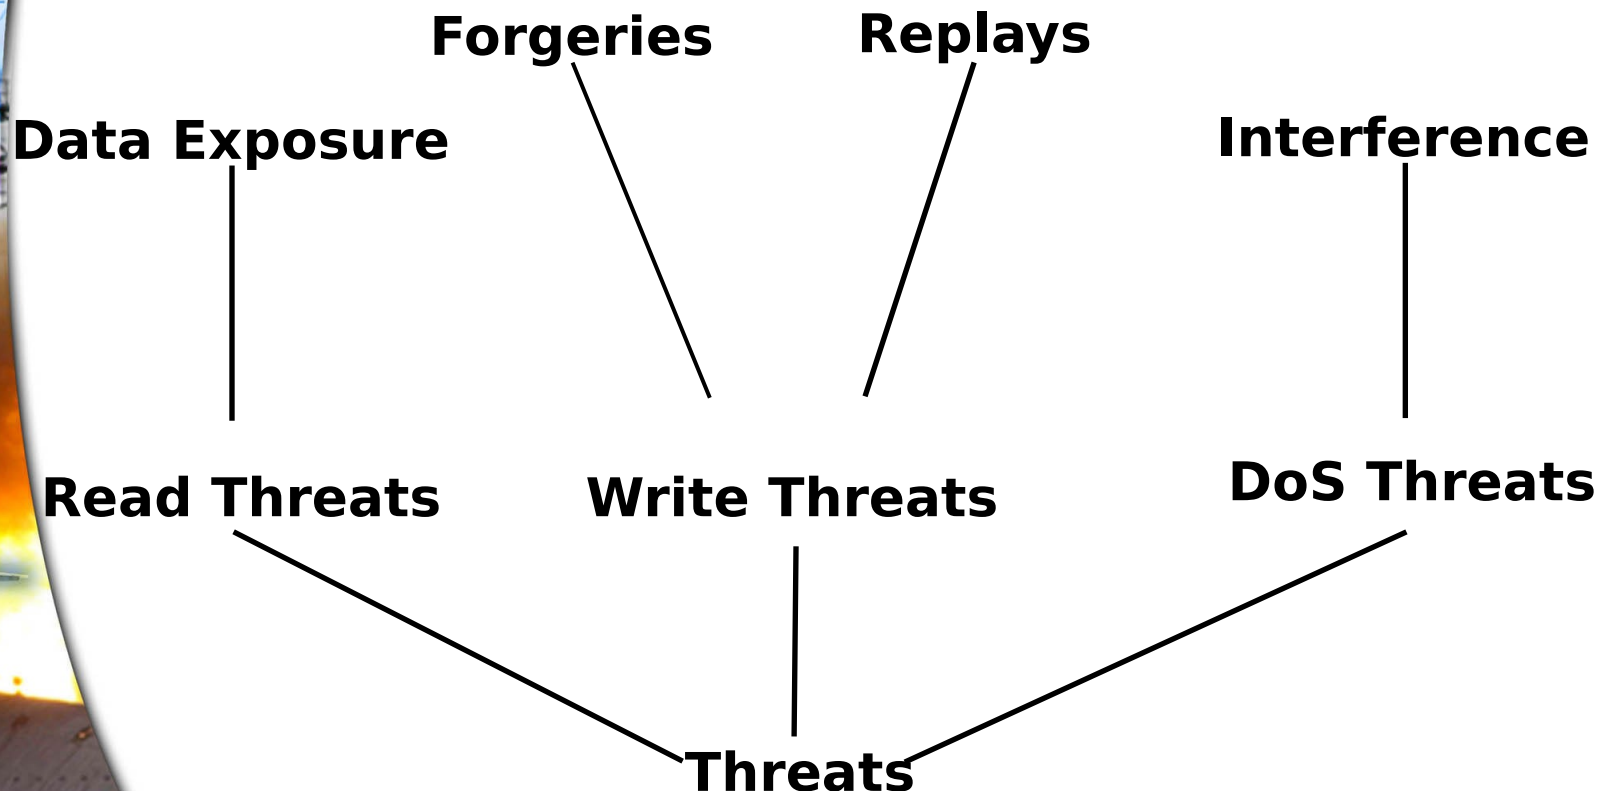 Forgeries
Replays
Data Exposure
Interference
Read Threats
Write Threats
DoS Threats
Threats